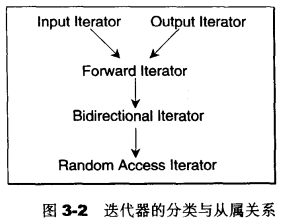 Input Iterator Output Iterator
Forward Iterator
Bidirectional Iterator
Random Access Iterator
图 3-2 迭代器的分类与从属关系